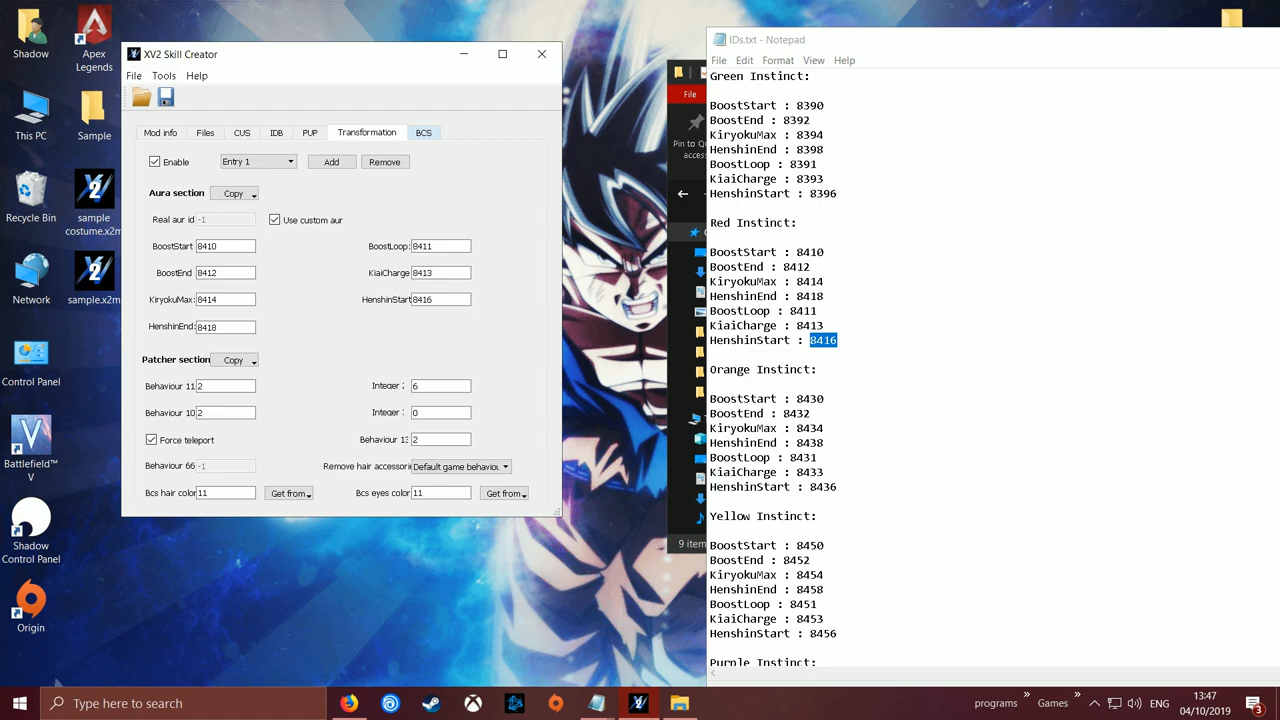 Shadow
Apex
Legends
This PC
Sample
Recycle Bin
sample
costume.x2m
Network
sample.x2m
Control Panel
Battlefield™
V
Shadow
Control Panel
Origin
XV2 Skill Creator
File Tools Help
Mod info Files CUS IDB PUP Transformation BCS
Enable Entry 1 Add Remove
Aura section Copy
Real aur id -1 Use custom aur
BoostStart 8410 BoostLoop: 8411
BoostEnd 8412 KiaiCharge 8413
KiryokuMax: 8414 HenshinStart 8416
HenshinEnd: 8418
Patcher section Copy
Behaviour 11 2 Integer 6
Behaviour 10 2 Integer 0
Force teleport Behaviour 13 2
Behaviour 66 -1 Remove hair accessori Default game behaviou
Bcs hair color 11 Get from Bcs eyes color 11 Get from
File
Pin to Qu
access
9 item
IDs.txt - Notepad
File Edit Format View Help
Green Instinct:
BoostStart : 8390
BoostEnd : 8392
KiryokuMax : 8394
HenshinEnd : 8398
BoostLoop : 8391
KiaiCharge : 8393
HenshinStart : 8396
Red Instinct:
BoostStart : 8410
BoostEnd : 8412
KiryokuMax : 8414
HenshinEnd : 8418
BoostLoop : 8411
KiaiCharge : 8413
HenshinStart : 8416
Orange Instinct:
BoostStart : 8430
BoostEnd : 8432
KiryokuMax : 8434
HenshinEnd : 8438
BoostLoop : 8431
KiaiCharge : 8433
HenshinStart : 8436
Yellow Instinct:
BoostStart : 8450
BoostEnd : 8452
KiryokuMax : 8454
HenshinEnd : 8458
BoostLoop : 8451
KiaiCharge : 8453
HenshinStart : 8456
Purple Instinct:
Type here to search
programs » Games » ENG 13:47
04/10/2019 3